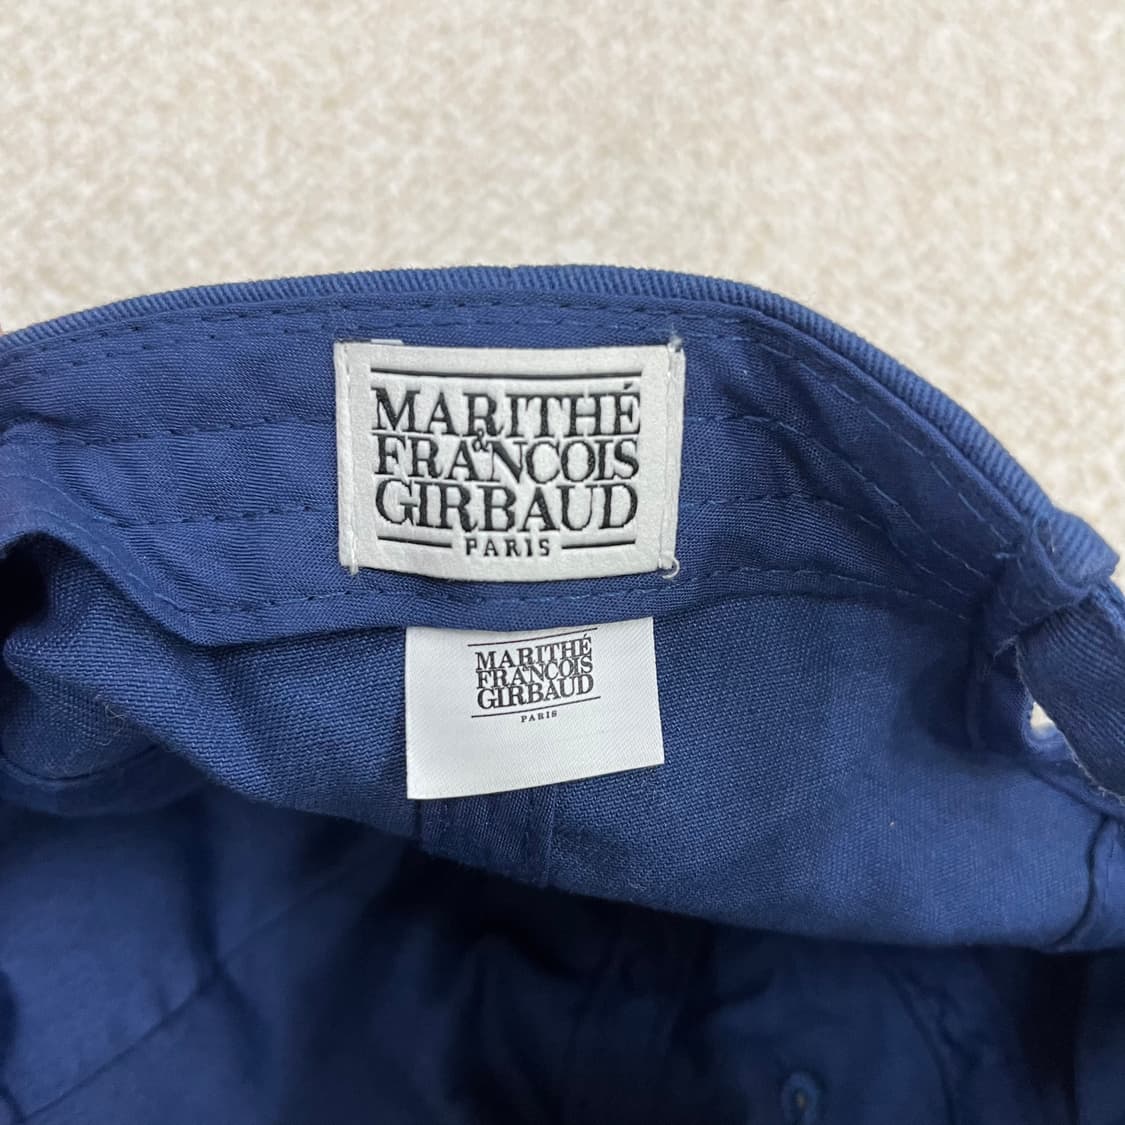 MARITHÉ
&
FRANCOIS
GIRBAUD
PARIS
MARITHÉ
FRANCOIS
&
GIRBAUD
PARIS